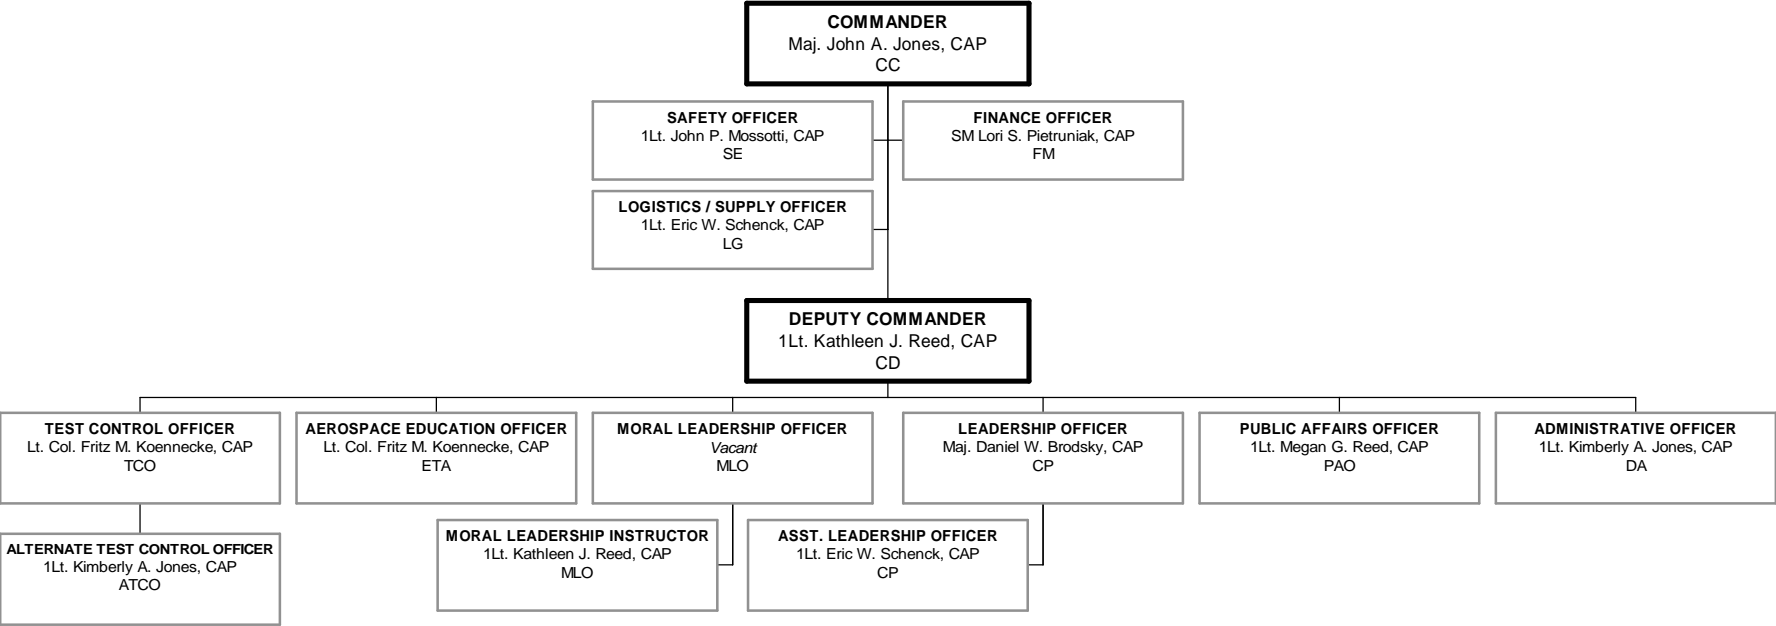 COMMANDER
Maj. John A. Jones, CAP
CC
SAFETY OFFICER
1Lt. John P. Mossotti, CAP
SE
FINANCE OFFICER
SM Lori S. Pietruniak, CAP
FM
LOGISTICS / SUPPLY OFFICER
1Lt. Eric W. Schenck, CAP
LG
DEPUTY COMMANDER
1Lt. Kathleen J. Reed, CAP
CD
TEST CONTROL OFFICER
Lt. Col. Fritz M. Koennecke, CAP
TCO
AEROSPACE EDUCATION OFFICER
Lt. Col. Fritz M. Koennecke, CAP
ETA
MORAL LEADERSHIP OFFICER
Vacant
MLO
LEADERSHIP OFFICER
Maj. Daniel W. Brodsky, CAP
CP
PUBLIC AFFAIRS OFFICER
1Lt. Megan G. Reed, CAP
PAO
ADMINISTRATIVE OFFICER
1Lt. Kimberly A. Jones, CAP
DA
ALTERNATE TEST CONTROL OFFICER
1Lt. Kimberly A. Jones, CAP
ATCO
MORAL LEADERSHIP INSTRUCTOR
1Lt. Kathleen J. Reed, CAP
MLO
ASST. LEADERSHIP OFFICER
1Lt. Eric W. Schenck, CAP
CP